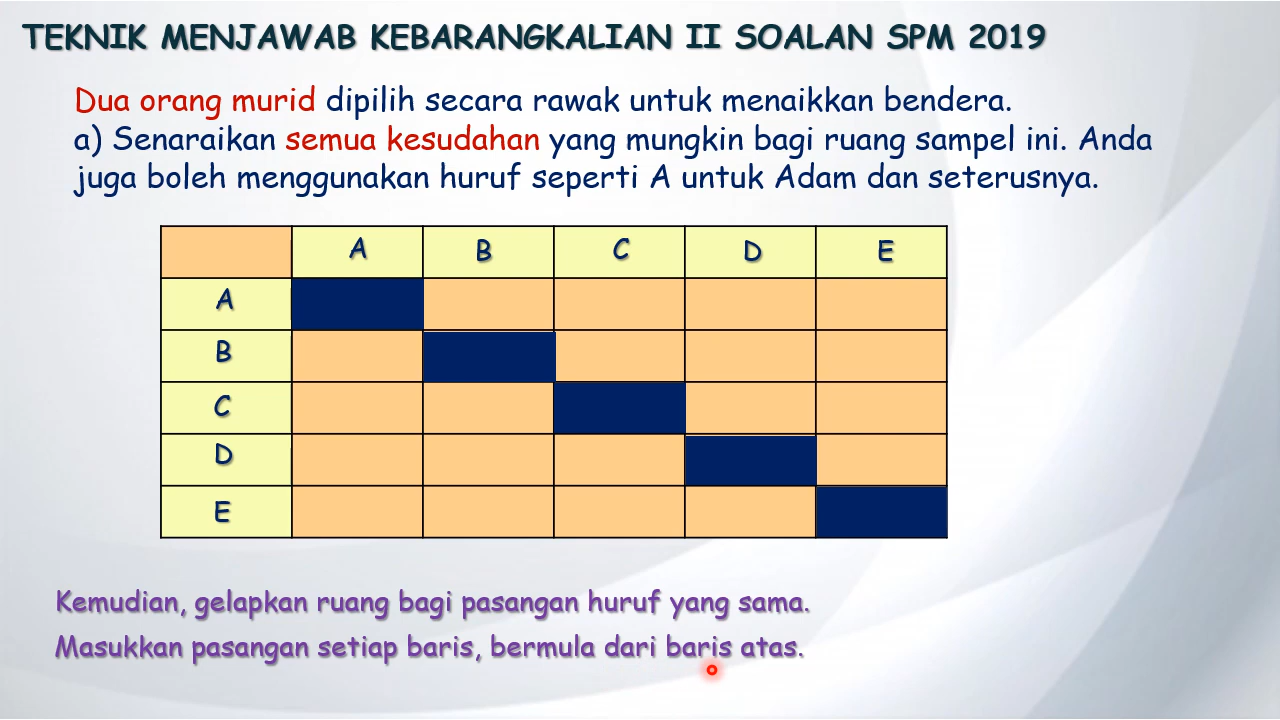 TEKNIK MENJAWAB KEBARANGKALIAN II SOALAN SPM 2019
Dua orang murid dipilih secara rawak untuk menaikkan bendera.
a) Senaraikan semua kesudahan yang mungkin bagi ruang sampel ini. Anda
juga boleh menggunakan huruf seperti A untuk Adam dan seterusnya.
A B C D E
A
B
C
D
E
Kemudian, gelapkan ruang bagi pasangan huruf yang sama.
Masukkan pasangan setiap baris, bermula dari baris atas.